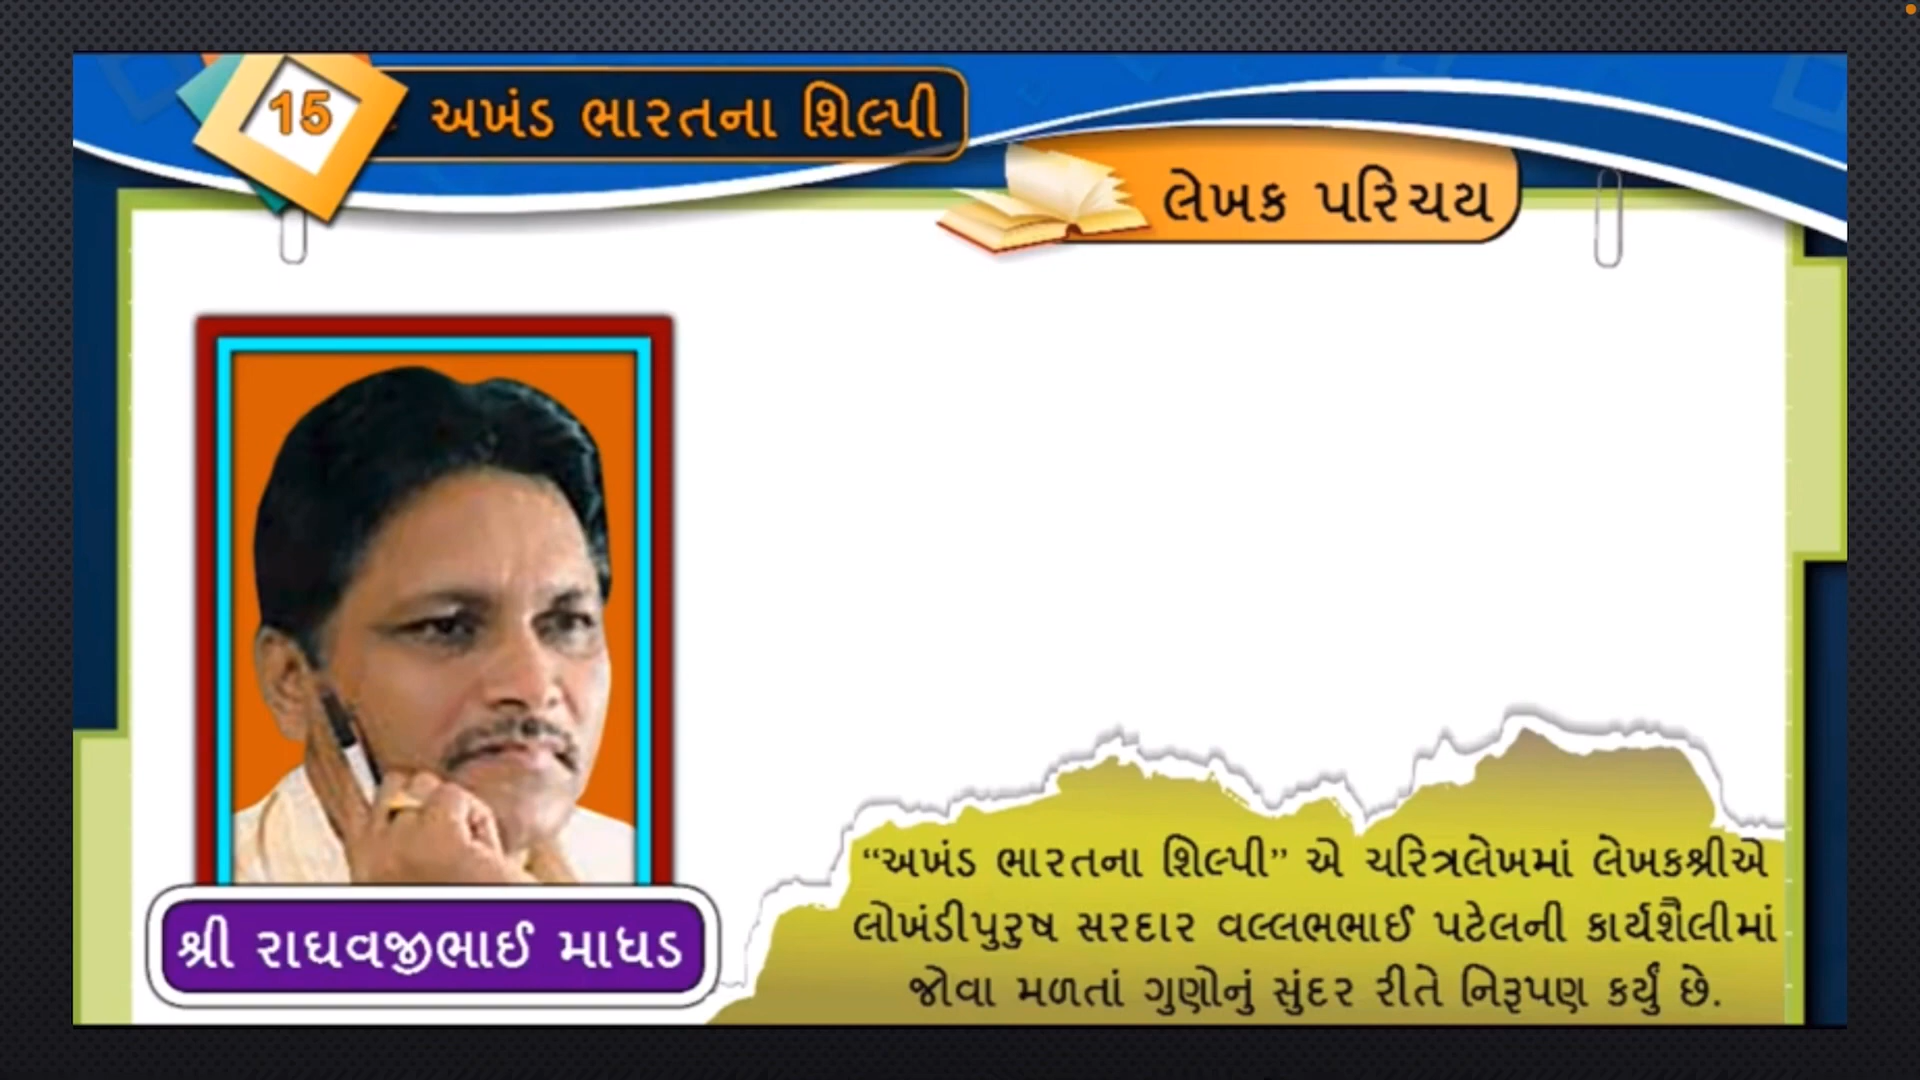 15
અખંડ ભારતના શિલ્પી
લેખક પરિચય
શ્રી રાઘવજીભાઈ માધડ
“અખંડ ભારતના શિલ્પી” એ ચરિત્રલેખમાં લેખકશ્રીએ
લોખંડીપુરુષ સરદાર વલ્લભભાઈ પટેલની કાર્યશૈલીમાં
જોવા મળતાં ગુણોનું સુંદર રીતે નિરૂપણ કર્યું છે.